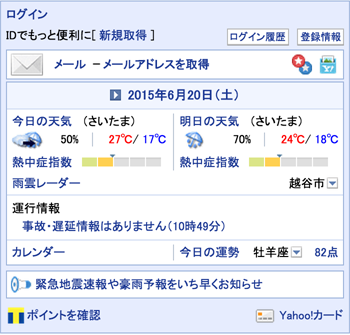 ログイン
IDでもっと便利に[ 新規取得 ] ログイン履歴 登録情報
メール －メールアドレスを取得
2015年6月20日（土）
今日の天気 （さいたま） 明日の天気 （さいたま）
50% 27℃/ 17℃ 70% 24℃/ 18℃
熱中症指数 熱中症指数
雨雲レーダー 越谷市
運行情報
事故・遅延情報はありません（10時49分）
カレンダー 今日の運勢 牡羊座 82点
緊急地震速報や豪雨予報をいち早くお知らせ
ポイントを確認 Yahoo!カード